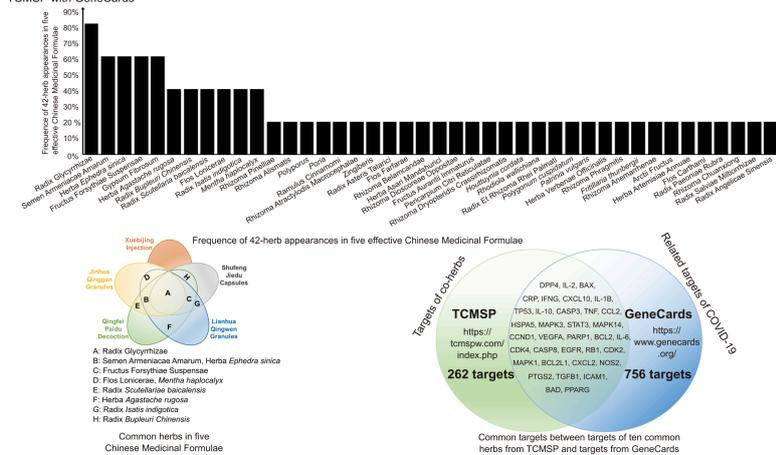 TCMSP with GeneCards
Frequence of 42-herb appearances in five
effective Chinese Medicinal Formulae
90%
80%
70%
60%
50%
40%
30%
20 %
10%
0%
Radix Glycyrrhizae
Semen Armeniacae Amarum
Herba Ephedra sinica
Fructus Forsythiae Suspensae
Gypsum Fibrosum
Herba Agastache rugosa
Radix Bupleuri Chinensis
Radix Scutellaria baicalensis
Flos Lonicerae
Radix Isatis indigotica
Mentha haplocalyx
Rhizoma Pinelliae
Rhizoma Alismatis
Polyporus
Poria
Ramulus Cinnamomi
Rhizoma Atractylodis Macrocephalae
Zingiberis
Radix Asteris Tatarici
Flos Farfarae
Rhizoma Belamcandae
Herba Asari Mandshurici
Rhizoma Dioscoreae Oppositae
Fructus Aurantii Immaturus
Pericarpium Citri Reticulatae
Rhizoma Dryopteridis Crassirhizomatis
Houttuynia cordata
Rhodiola wallichiana
Radix Et Rhizoma Rhei Palmati
Polygonum cuspidatum
Patrinia vulgaris
Herba Verbenae Officinalis
Rhizoma Phragmitis
Fritillaria thunbergii
Rhizoma Anemarrhenae
Arctii Fructus
Herba Artemisiae Annuae
Flos Carthami
Radix Paeoniae Rubra
Rhizoma Chuanxiong
Radix Salviae Miltiorrhizae
Radix Angelicae Sinensis
Frequence of 42-herb appearances in five effective Chinese Medicinal Formulae
Xuebijing
Injection
Jinhua
Qinggan
Granules
Shufeng
Jiedu
Capsules
Qingfei
Paidu
Decoction
Lianhua
Qingwen
Granules
D
H
A
E
B
C
G
F
A: Radix Glycyrrhizae
B: Semen Armeniacae Amarum, Herba Ephedra sinica
C: Fructus Forsythiae Suspensae
D: Flos Lonicerae, Mentha haplocalyx
E: Radix Scutellariae baicalensis
F: Herba Agastache rugosa
G: Radix Isatis indigotica
H: Radix Bupleuri Chinensis
Common herbs in five
Chinese Medicinal Formulae
Targets of co-herbs
Related targets of COVID-19
TCMSP
https://
tcmspw.com/
index.php
262 targets
DPP4, IL-2, BAX,
CRP, IFNG, CXCL10, IL-1B,
TP53, IL-10, CASP3, TNF, CCL2,
HSPA5, MAPK3, STAT3, MAPK14,
CCND1, VEGFA, PARP1, BCL2, IL-6,
CDK4, CASP8, EGFR, RB1, CDK2,
MAPK1, BCL2L1, CXCL2, NOS2,
PTGS2, TGFB1, ICAM1,
BAD, PPARG
GeneCards
https://
www.genecards
.org/
756 targets
Common targets between targets of ten common
herbs from TCMSP and targets from GeneCards